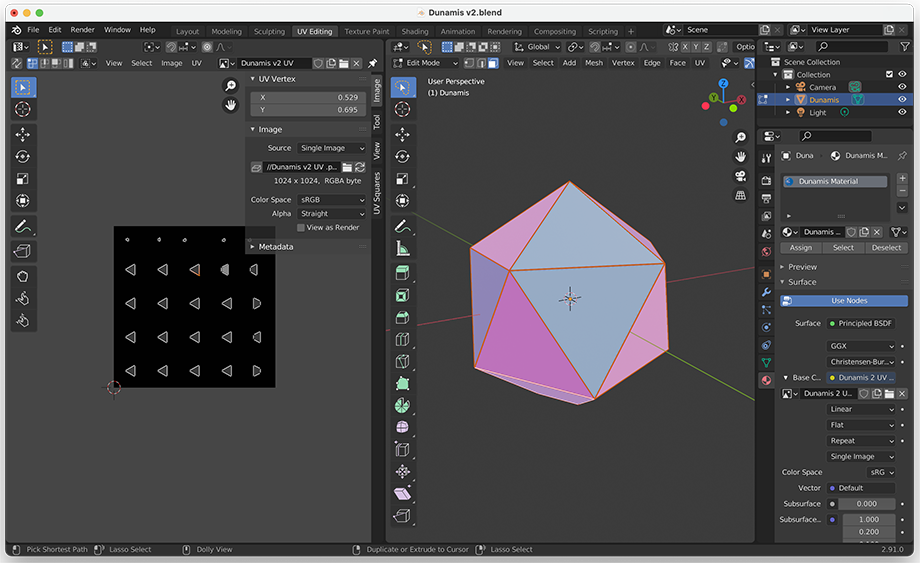 Dunamis v2.blend
File Edit Render Window Help Layout Modeling Sculpting UV Editing Texture Paint Shading Animation Rendering Compositing Scripting Scene View Layer
View Select Image UV Dunamis v2 UV
Global X Y Z Optio
Edit Mode View Select Add Mesh Vertex Edge Face UV
User Perspective
(1) Dunamis
UV Vertex
X 0.529
Y 0.695
Image
Source Single Image
//Dunamis v2 UV .p...
1024 x 1024, RGBA byte
Color Space sRGB
Alpha Straight
View as Render
Metadata
Image
Tool
View
UV Squares
X
Y
Z
Scene Collection
Collection
Camera
Dunamis
Light
Duna Dunamis M...
Dunamis Material
Dunamis ...
Assign Select Deselect
Preview
Surface
Use Nodes
Surface Principled BSDF
GGX
Christensen-Bur...
Base C... Dunamis 2 UV ...
Dunamis 2 U...
Linear
Flat
Repeat
Single Image
Color Space sRG
Vector Default
Subsurface 0.000
Subsurface... 1.000
0.200
Pick Shortest Path Lasso Select Dolly View Duplicate or Extrude to Cursor Lasso Select 2.91.0